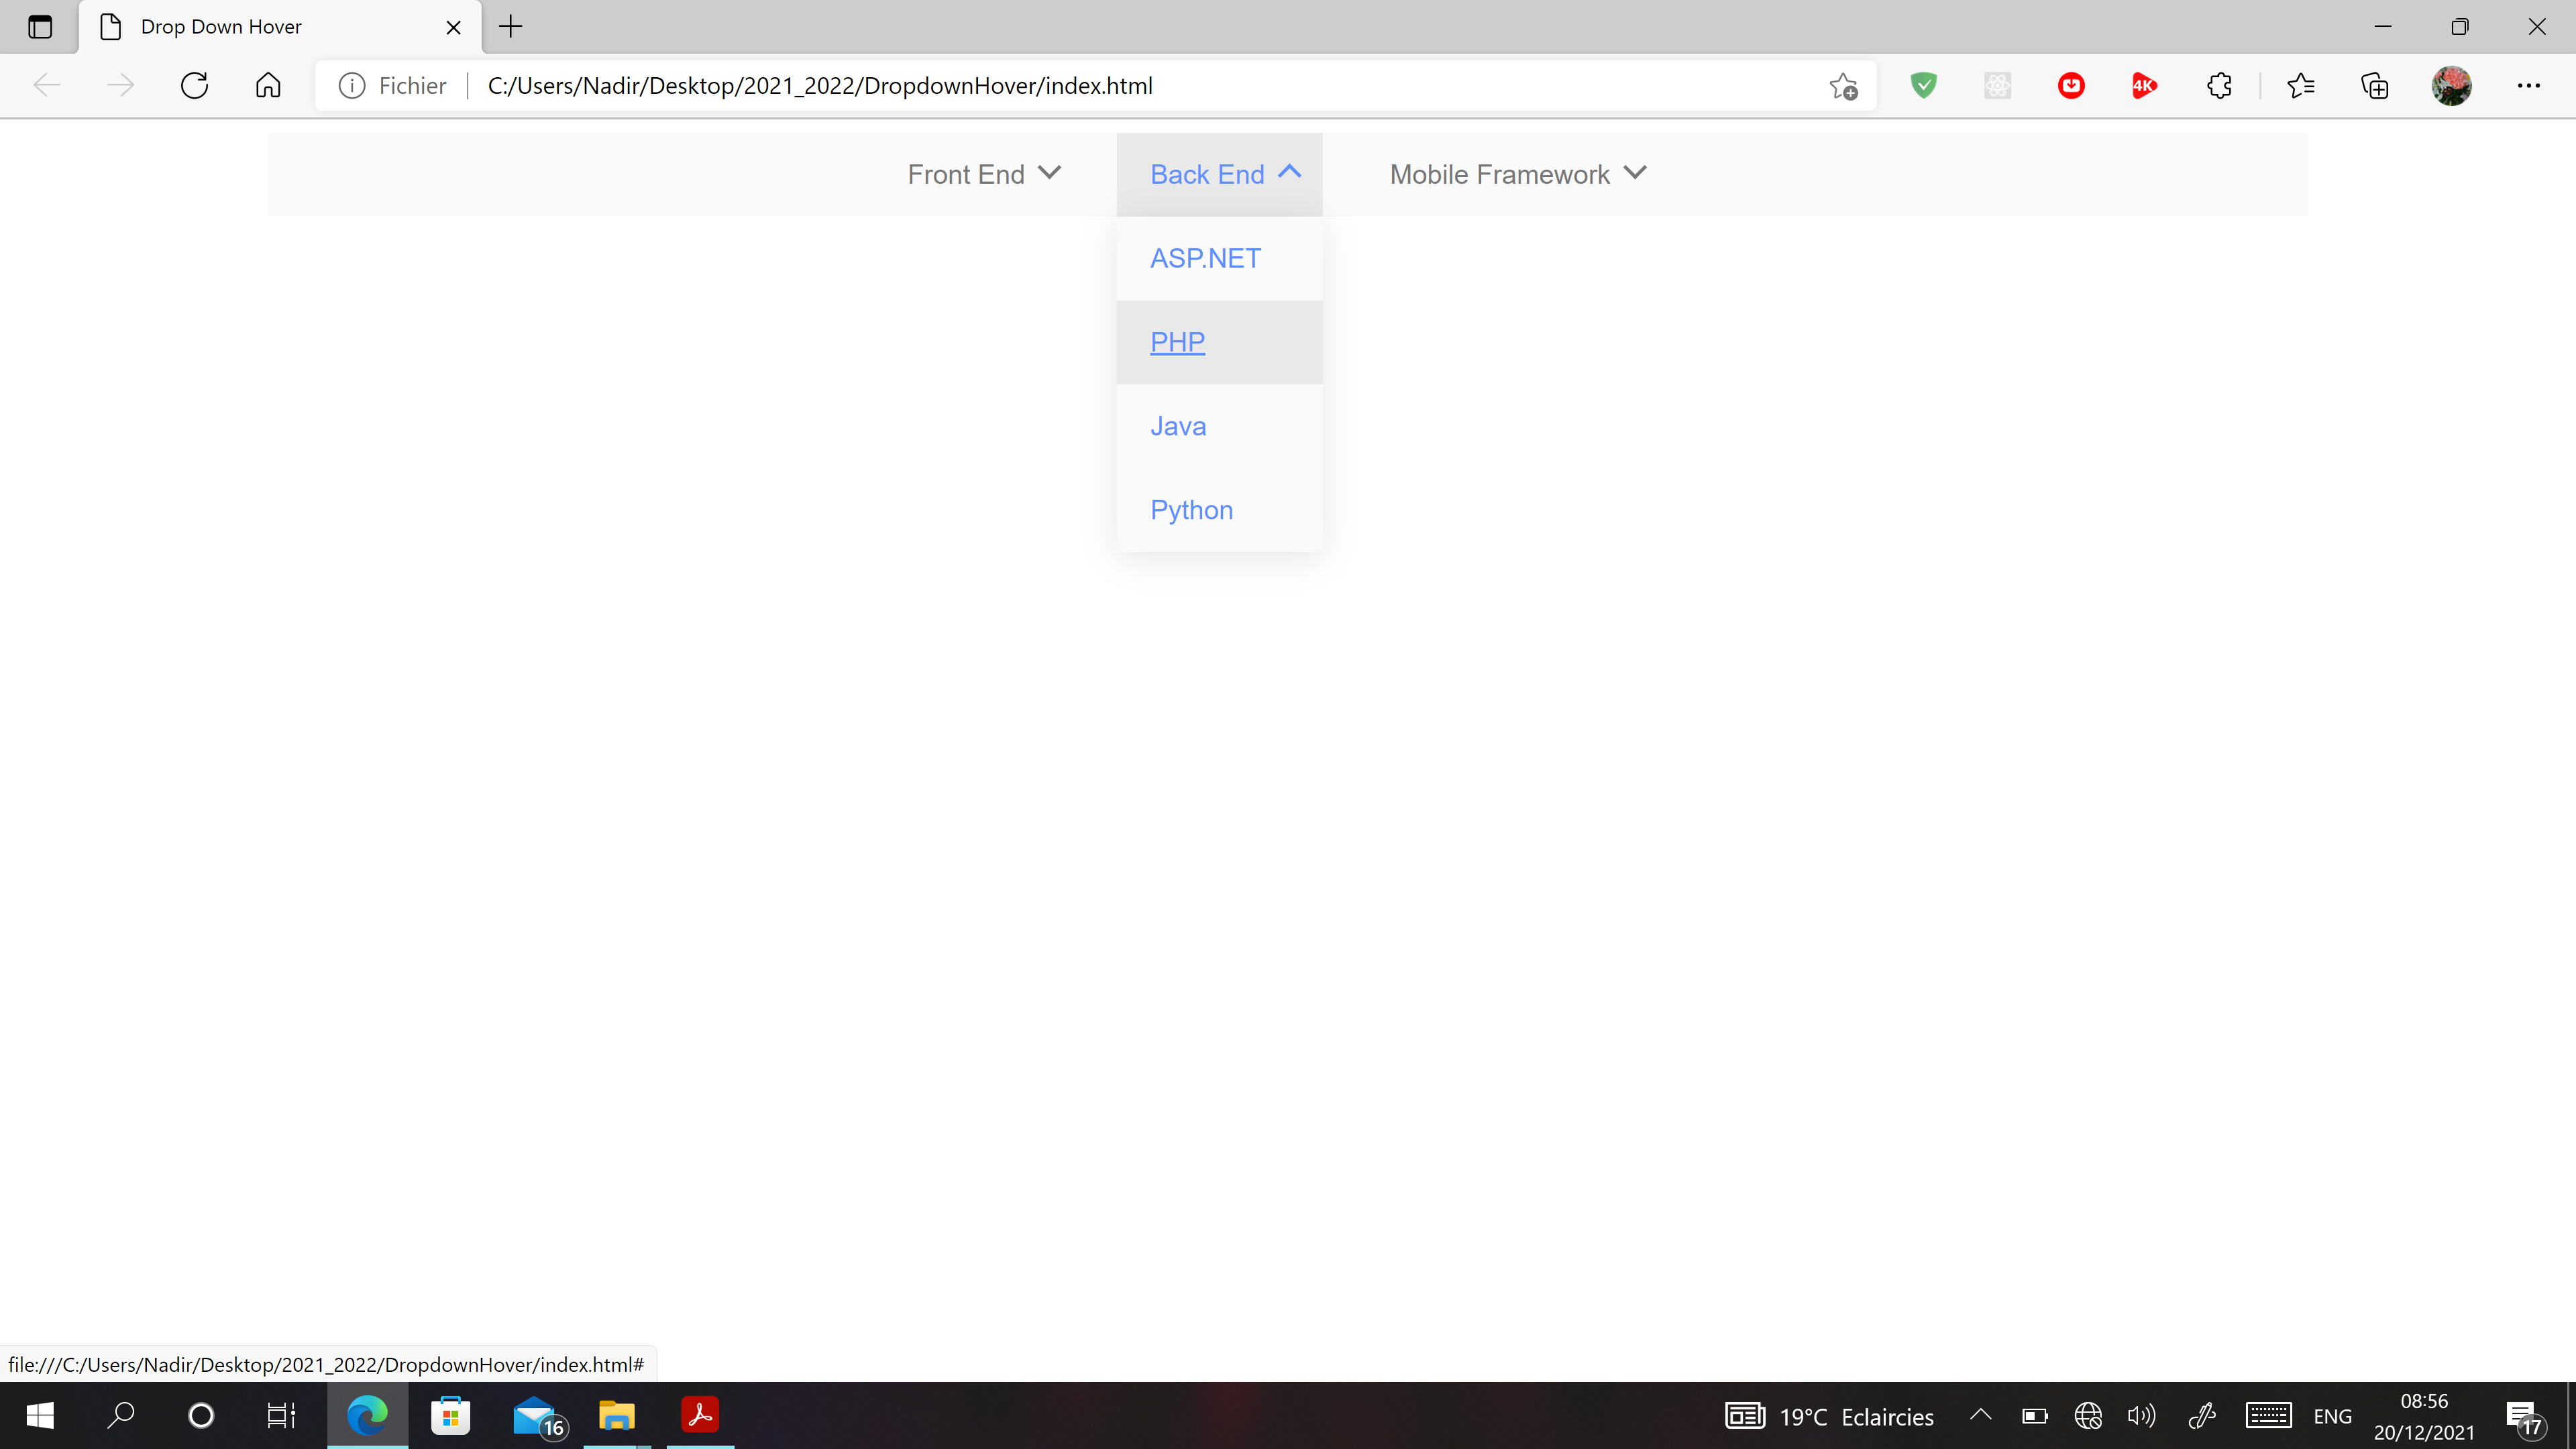 Drop Down Hover
Fichier C:/Users/Nadir/Desktop/2021_2022/DropdownHover/index.html
4K
Front End Back End Mobile Framework
ASP.NET
PHP
Java
Python
file:///C:/Users/Nadir/Desktop/2021_2022/DropdownHover/index.html#
16
19°C Eclaircies
ENG
08:56
20/12/2021
17